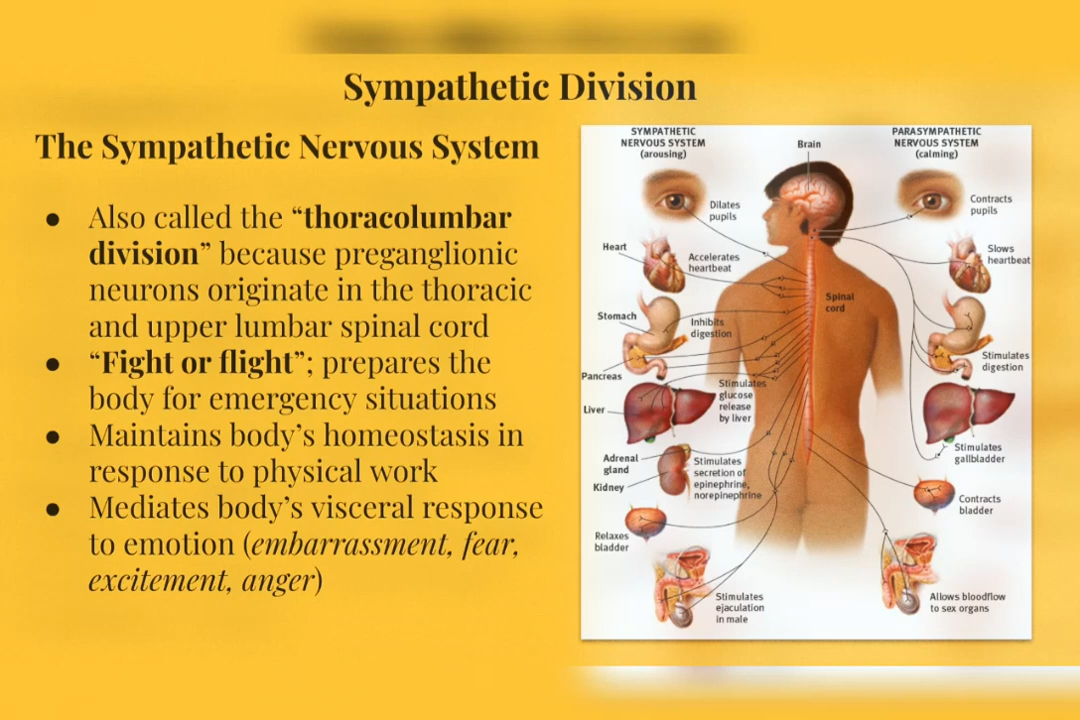 Sympathetic Division
The Sympathetic Nervous System
● Also called the “thoracolumbar
division” because preganglionic
neurons originate in the thoracic
and upper lumbar spinal cord
● “Fight or flight”; prepares the
body for emergency situations
● Maintains body’s homeostasis in
response to physical work
● Mediates body’s visceral response
to emotion (embarrassment, fear,
excitement, anger)
SYMPATHETIC
NERVOUS SYSTEM
(arousing)
Brain
PARASYMPATHETIC
NERVOUS SYSTEM
(calming)
Dilates
pupils
Contracts
pupils
Heart
Accelerates
heartbeat
Slows
heartbeat
Spinal
cord
Stomach
Inhibits
digestion
Stimulates
digestion
Pancreas
Liver
Stimulates
glucose
release
by liver
Stimulates
gallbladder
Adrenal
gland
Kidney
Stimulates
secretion of
epinephrine,
norepinephrine
Contracts
bladder
Relaxes
bladder
Stimulates
ejaculation
in male
Allows bloodflow
to sex organs